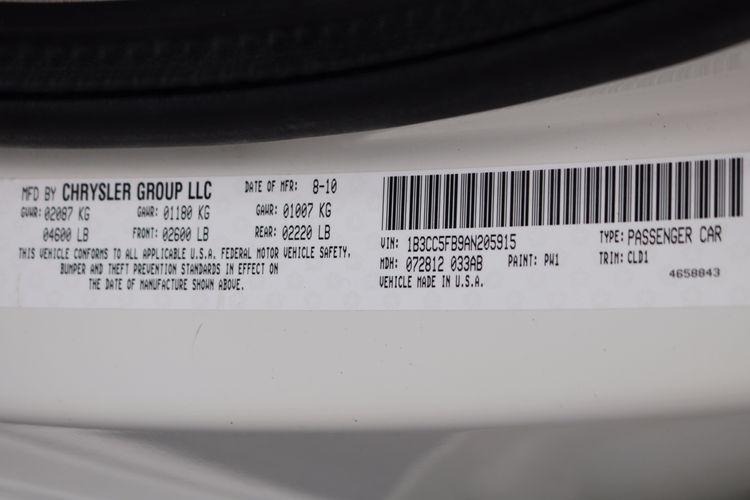 MFD BY CHRYSLER GROUP LLC DATE OF MFR: 8-10
GVWR: 02087 KG GAWR: 01180 KG GAWR: 01007 KG
04600 LB FRONT: 02600 LB REAR: 02220 LB
THIS VEHICLE CONFORMS TO ALL APPLICABLE U.S.A. FEDERAL MOTOR VEHICLE SAFETY,
BUMPER AND THEFT PREVENTION STANDARDS IN EFFECT ON
THE DATE OF MANUFACTURE SHOWN ABOVE.
VIN: 1B3CC5FB9AN205915 TYPE: PASSENGER CAR
MDH: 072812 033AB PAINT: PW1 TRIM: CLD1
VEHICLE MADE IN U.S.A. 4658843